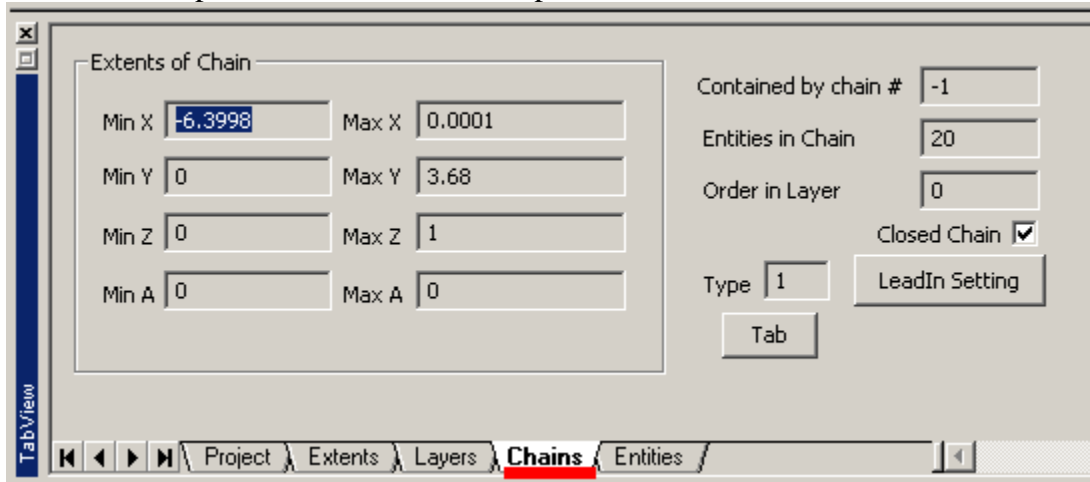 Extents of Chain
Min X -6.3998 Max X 0.0001
Min Y 0 Max Y 3.68
Min Z 0 Max Z 1
Min A 0 Max A 0
Contained by chain # -1
Entities in Chain 20
Order in Layer 0
Closed Chain
Type 1 LeadIn Setting
Tab
TabView
Project Extents Layers Chains Entities